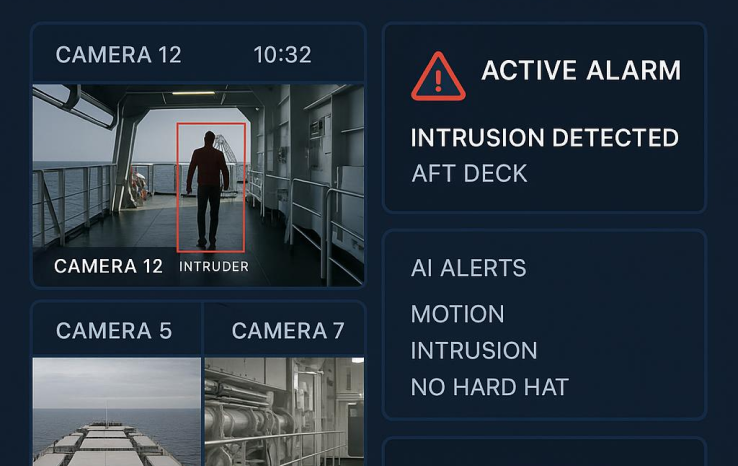 CAMERA 12 10:32
CAMERA 12 INTRUDER
CAMERA 5 CAMERA 7
ACTIVE ALARM
INTRUSION DETECTED
AFT DECK
AI ALERTS
MOTION
INTRUSION
NO HARD HAT